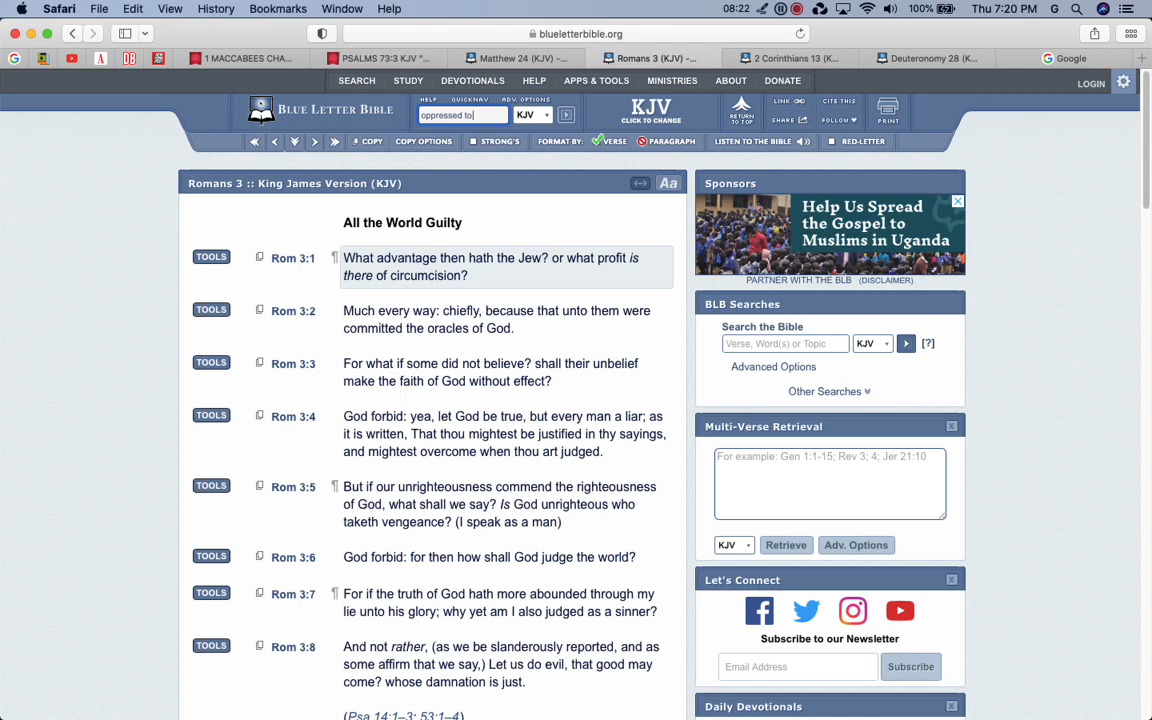 Safari File Edit View History Bookmarks Window Help 08:22 100% Thu 7:20 PM G
blueletterbible.org
1 MACCABEES CHA... PSALMS 73:3 KJV "... Matthew 24 (KJV) -... Romans 3 (KJV) -... 2 Corinthians 13 (K... Deuteronomy 28 (K... Google
SEARCH STUDY DEVOTIONALS HELP APPS & TOOLS MINISTRIES ABOUT DONATE LOGIN
HELP QUICKNAV ADV. OPTIONS
BLUE LETTER BIBLE
oppressed to KJV
KJV
CLICK TO CHANGE
RETURN TO TOP
LINK CITE THIS
SHARE FOLLOW PRINT
COPY COPY OPTIONS STRONG'S FORMAT BY: VERSE PARAGRAPH LISTEN TO THE BIBLE RED-LETTER
Romans 3 :: King James Version (KJV) Aa
All the World Guilty
TOOLS Rom 3:1 ¶ What advantage then hath the Jew? or what profit is
there of circumcision?
TOOLS Rom 3:2 Much every way: chiefly, because that unto them were
committed the oracles of God.
TOOLS Rom 3:3 For what if some did not believe? shall their unbelief
make the faith of God without effect?
TOOLS Rom 3:4 God forbid: yea, let God be true, but every man a liar; as
it is written, That thou mightest be justified in thy sayings,
and mightest overcome when thou art judged.
TOOLS Rom 3:5 ¶ But if our unrighteousness commend the righteousness
of God, what shall we say? Is God unrighteous who
taketh vengeance? (I speak as a man)
TOOLS Rom 3:6 God forbid: for then how shall God judge the world?
TOOLS Rom 3:7 ¶ For if the truth of God hath more abounded through my
lie unto his glory; why yet am I also judged as a sinner?
TOOLS Rom 3:8 And not rather, (as we be slanderously reported, and as
some affirm that we say,) Let us do evil, that good may
come? whose damnation is just.
(Psa 14:1–3; 53:1–4)
Sponsors
Help Us Spread
the Gospel to
Muslims in Uganda
PARTNER WITH THE BLB (DISCLAIMER)
BLB Searches
Search the Bible
Verse, Word(s) or Topic KJV [?]
Advanced Options
Other Searches
Multi-Verse Retrieval
For example: Gen 1:1-15; Rev 3; 4; Jer 21:10
KJV Retrieve Adv. Options
Let's Connect
Subscribe to our Newsletter
Email Address Subscribe
Daily Devotionals